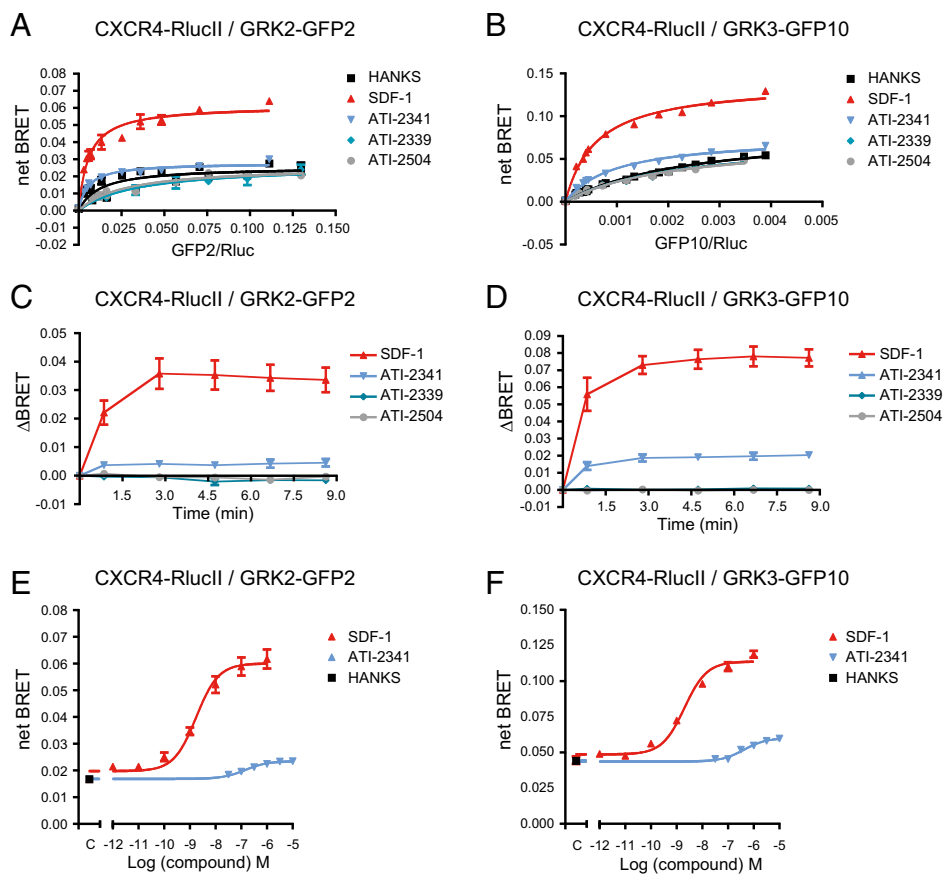 A
CXCR4-RlucII / GRK2-GFP2
net BRET
0.08
0.07
0.06
0.05
0.04
0.03
0.02
0.01
0.00
-0.01
-0.02
0.025 0.050 0.075 0.100 0.125 0.150
GFP2/Rluc
HANKS
SDF-1
ATI-2341
ATI-2339
ATI-2504
B
CXCR4-RlucII / GRK3-GFP10
net BRET
0.15
0.10
0.05
0.00
-0.05
0.001 0.002 0.003 0.004 0.005
GFP10/Rluc
HANKS
SDF-1
ATI-2341
ATI-2339
ATI-2504
C
CXCR4-RlucII / GRK2-GFP2
ΔBRET
0.05
0.04
0.03
0.02
0.01
0.00
-0.01
1.5 3.0 4.5 6.0 7.5 9.0
Time (min)
SDF-1
ATI-2341
ATI-2339
ATI-2504
D
CXCR4-RlucII / GRK3-GFP10
ΔBRET
0.09
0.08
0.07
0.06
0.05
0.04
0.03
0.02
0.01
0.00
-0.01
1.5 3.0 4.5 6.0 7.5 9.0
Time (min)
SDF-1
ATI-2341
ATI-2339
ATI-2504
E
CXCR4-RlucII / GRK2-GFP2
net BRET
0.08
0.06
0.04
0.02
0.00
C -12 -11 -10 -9 -8 -7 -6 -5
Log (compound) M
SDF-1
ATI-2341
HANKS
F
CXCR4-RlucII / GRK3-GFP10
net BRET
0.150
0.125
0.100
0.075
0.050
0.025
0.000
C -12 -11 -10 -9 -8 -7 -6 -5
Log (compound) M
SDF-1
ATI-2341
HANKS